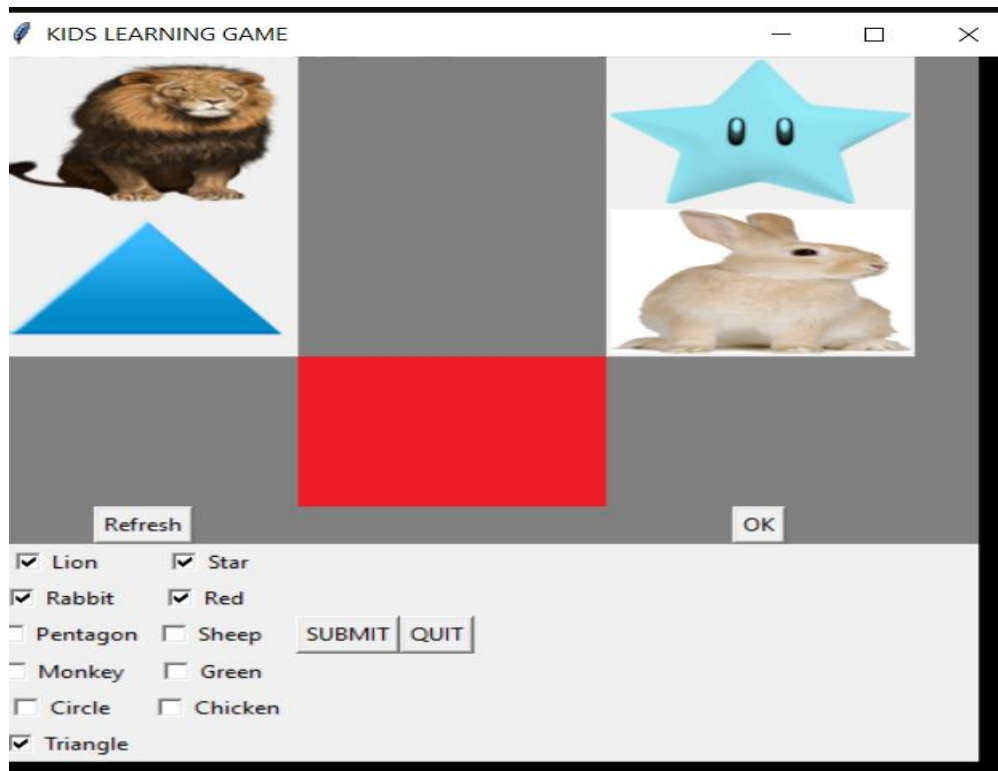 KIDS LEARNING GAME
Refresh OK
Lion Star
Rabbit Red
Pentagon Sheep SUBMIT QUIT
Monkey Green
Circle Chicken
Triangle